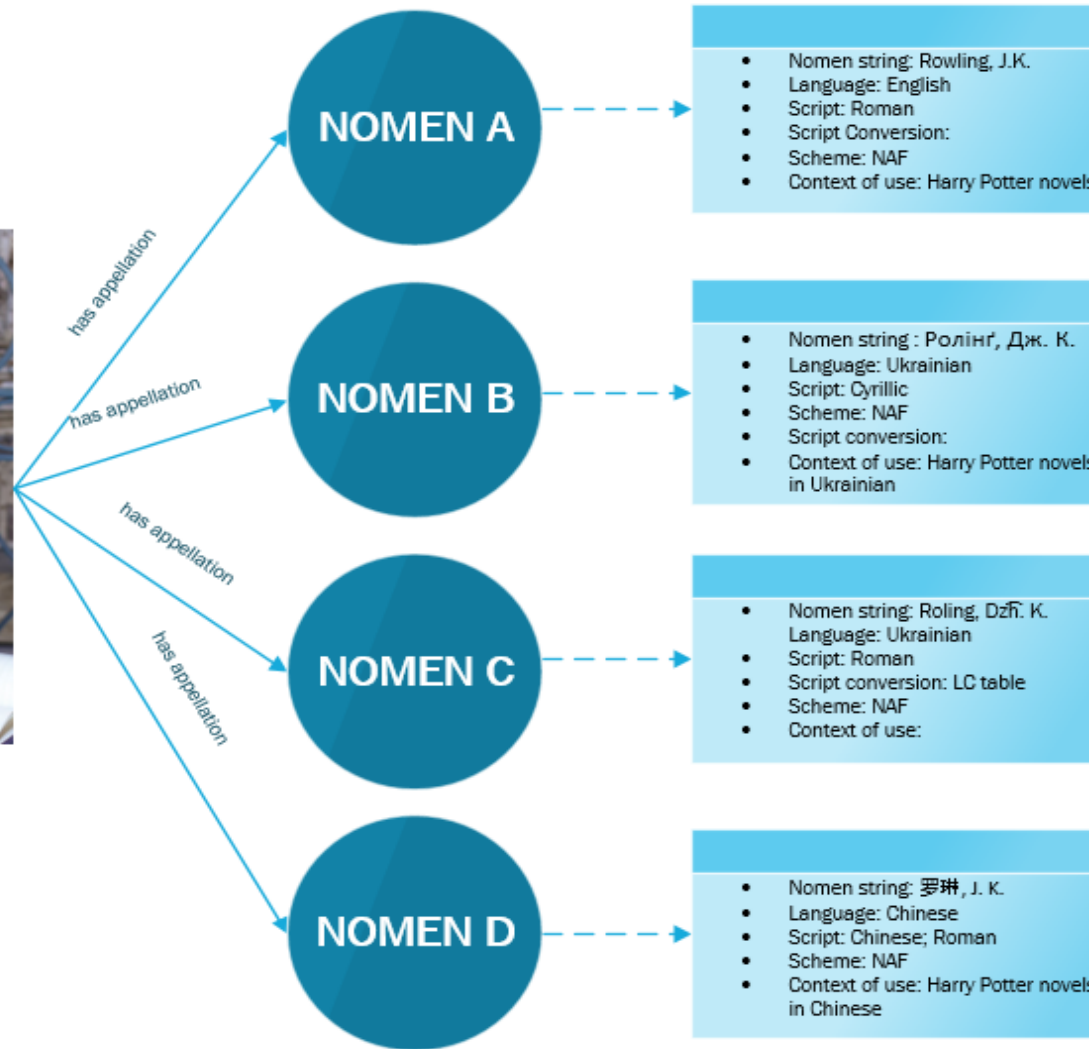 NOMEN A
has appellation
• Nomen string: Rowling, J.K.
• Language: English
• Script: Roman
• Script Conversion:
• Scheme: NAF
• Context of use: Harry Potter novels
NOMEN B
has appellation
• Nomen string : Ролінґ, Дж. К.
• Language: Ukrainian
• Script: Cyrillic
• Scheme: NAF
• Script conversion:
• Context of use: Harry Potter novels
in Ukrainian
NOMEN C
has appellation
• Nomen string: Roling, Dz͡h. K.
Language: Ukrainian
• Script: Roman
• Script conversion: LC table
• Scheme: NAF
• Context of use:
NOMEN D
has appellation
• Nomen string: 罗琳, J. K.
• Language: Chinese
• Script: Chinese; Roman
• Scheme: NAF
• Context of use: Harry Potter novels
in Chinese